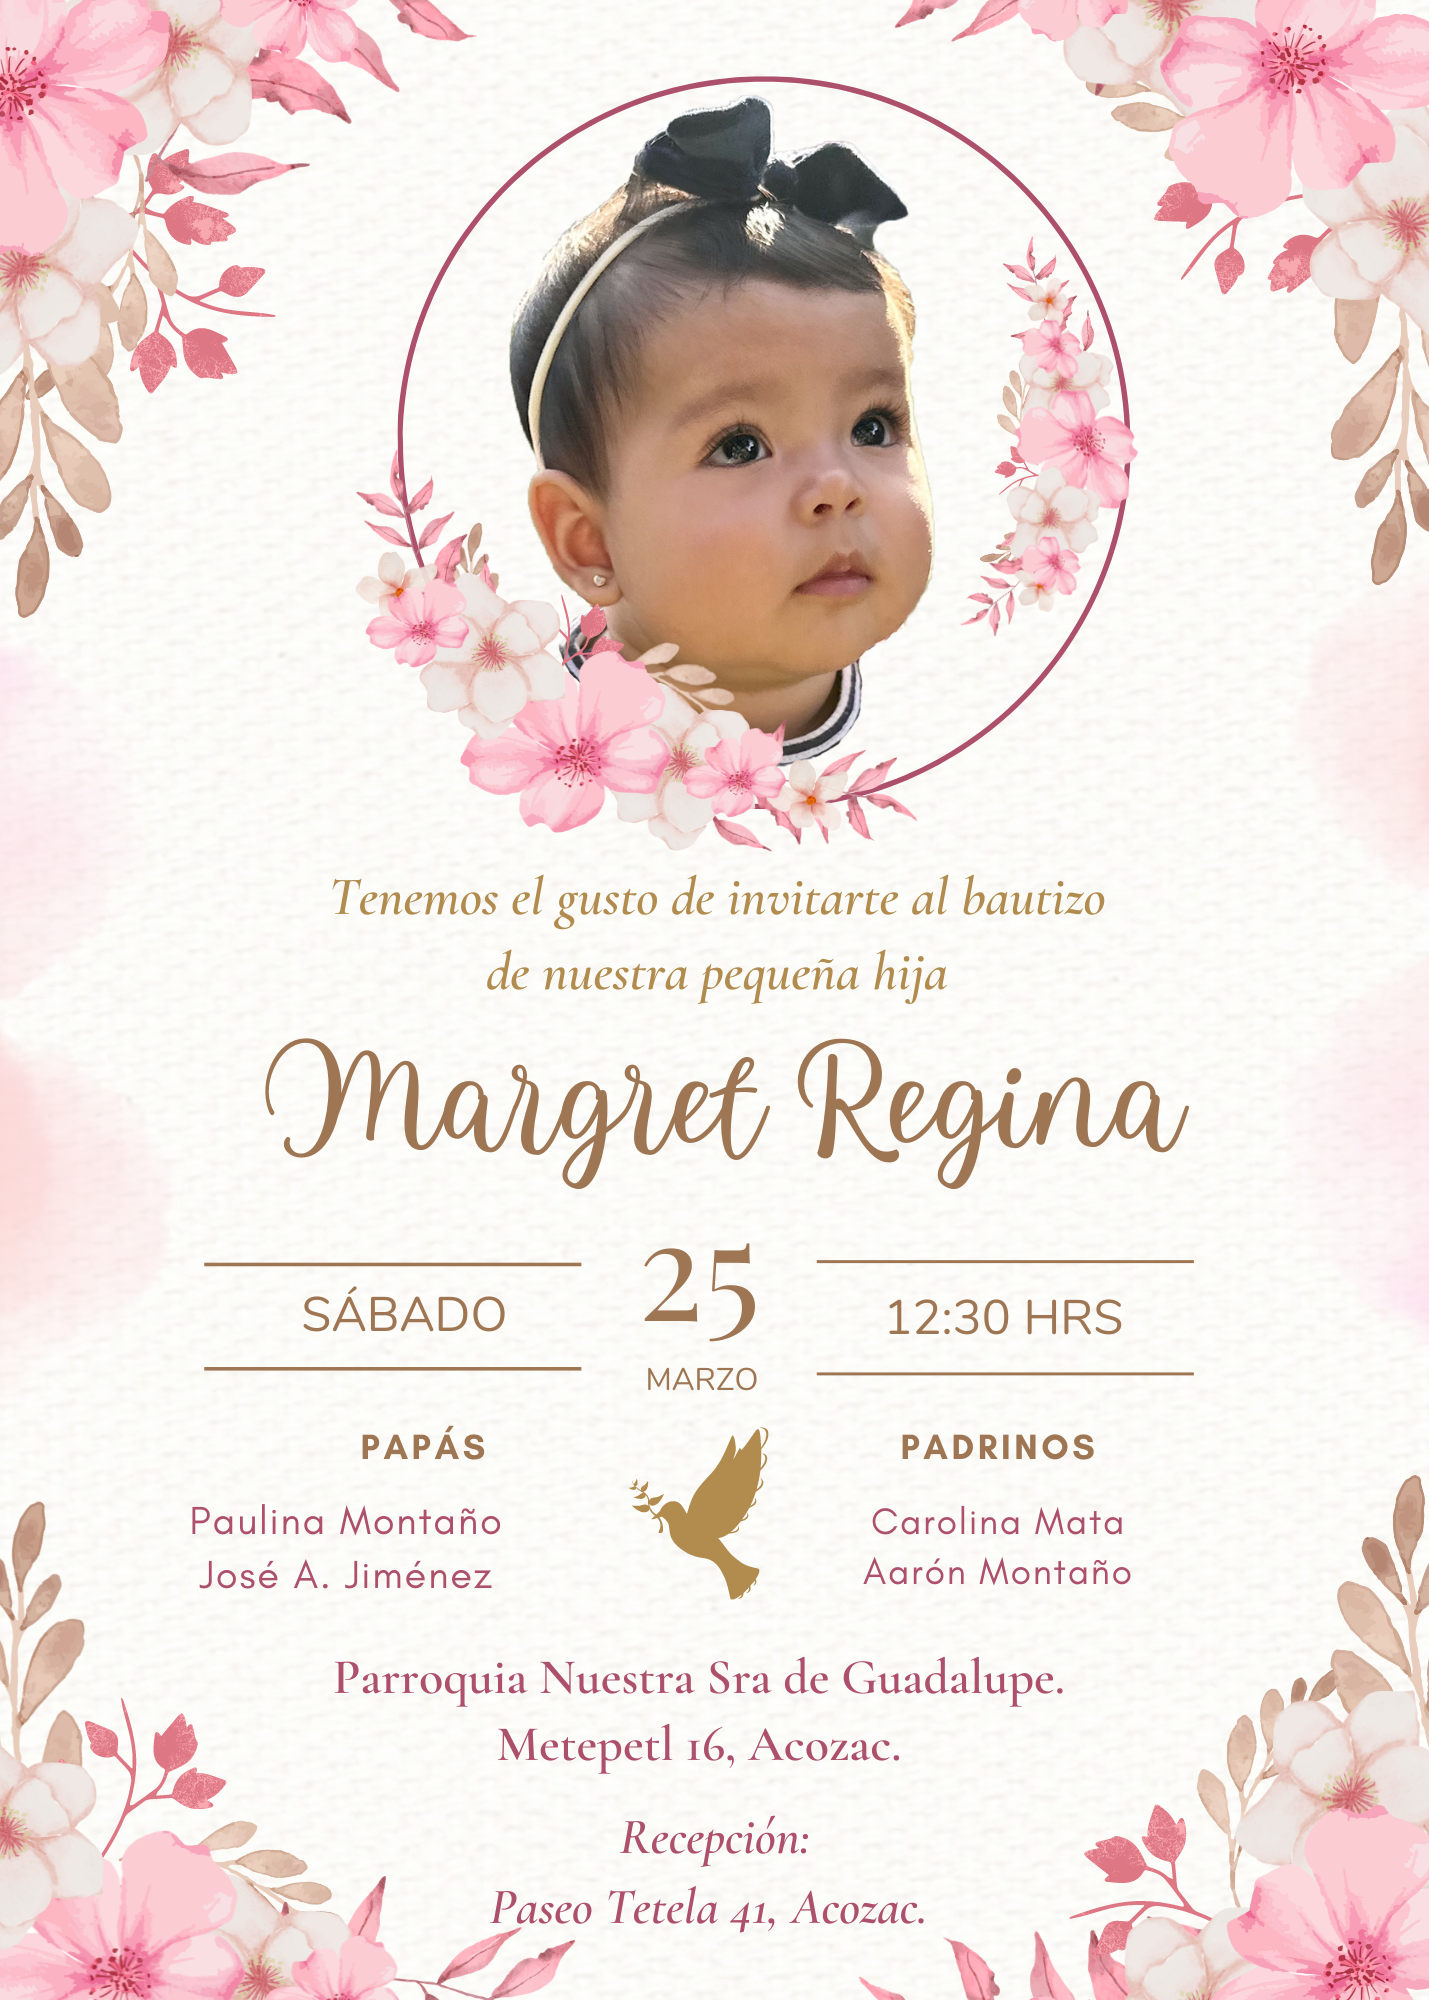 Tenemos el gusto de invitarte al bautizo
de nuestra pequeña hija
Margret Regina
SÁBADO
25
MARZO
12:30 HRS
PAPÁS
Paulina Montaño
José A. Jiménez
PADRINOS
Carolina Mata
Aarón Montaño
Parroquia Nuestra Sra de Guadalupe.
Metepetl 16, Acozac.
Recepción:
Paseo Tetela 41, Acozac.